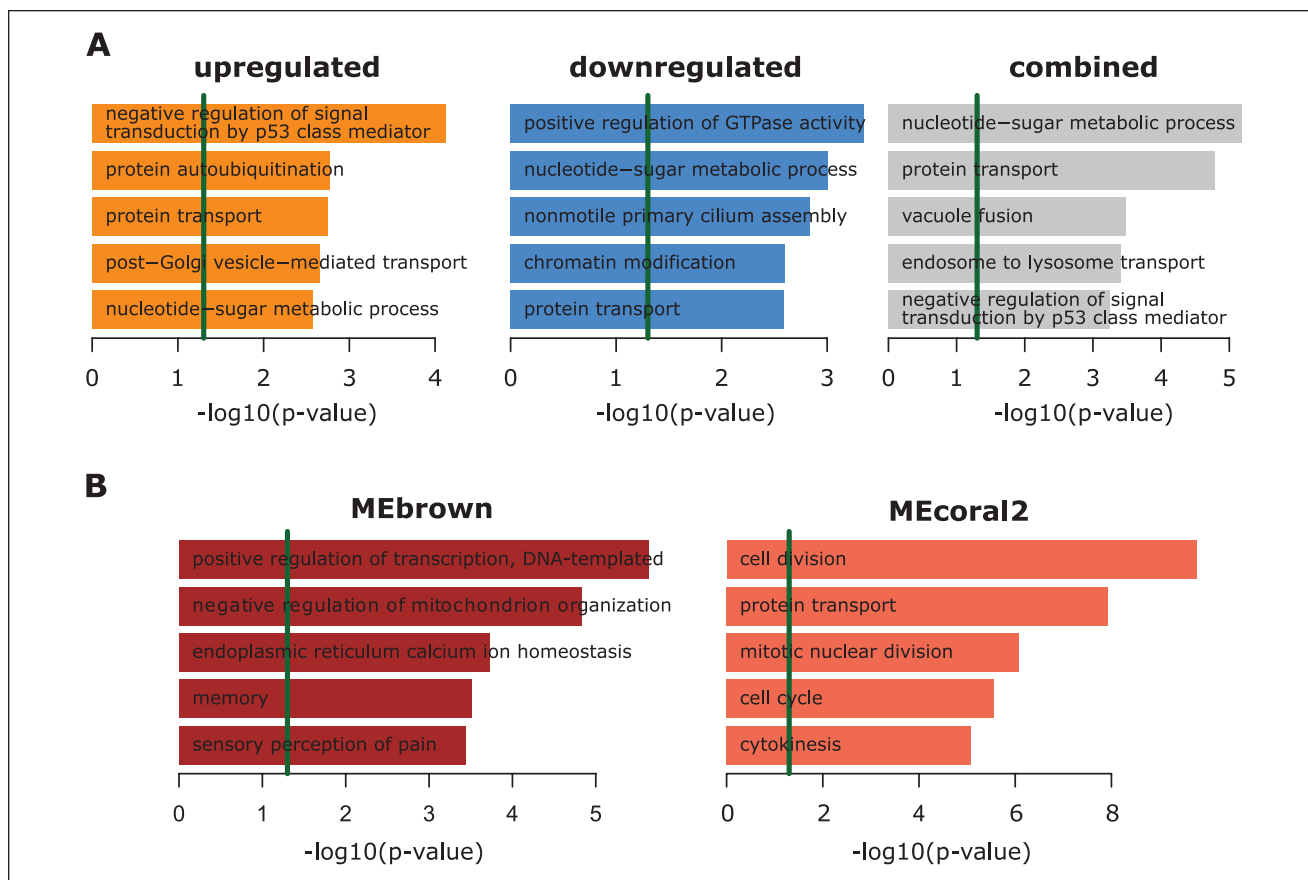 A
upregulated
negative regulation of signal
transduction by p53 class mediator
protein autoubiquitination
protein transport
post−Golgi vesicle−mediated transport
nucleotide−sugar metabolic process
0 1 2 3 4
-log10(p-value)
downregulated
positive regulation of GTPase activity
nucleotide−sugar metabolic process
nonmotile primary cilium assembly
chromatin modification
protein transport
0 1 2 3
-log10(p-value)
combined
nucleotide−sugar metabolic process
protein transport
vacuole fusion
endosome to lysosome transport
negative regulation of signal
transduction by p53 class mediator
0 1 2 3 4 5
-log10(p-value)
B
MEbrown
positive regulation of transcription, DNA-templated
negative regulation of mitochondrion organization
endoplasmic reticulum calcium ion homeostasis
memory
sensory perception of pain
0 1 2 3 4 5
-log10(p-value)
MEcoral2
cell division
protein transport
mitotic nuclear division
cell cycle
cytokinesis
0 2 4 6 8
-log10(p-value)